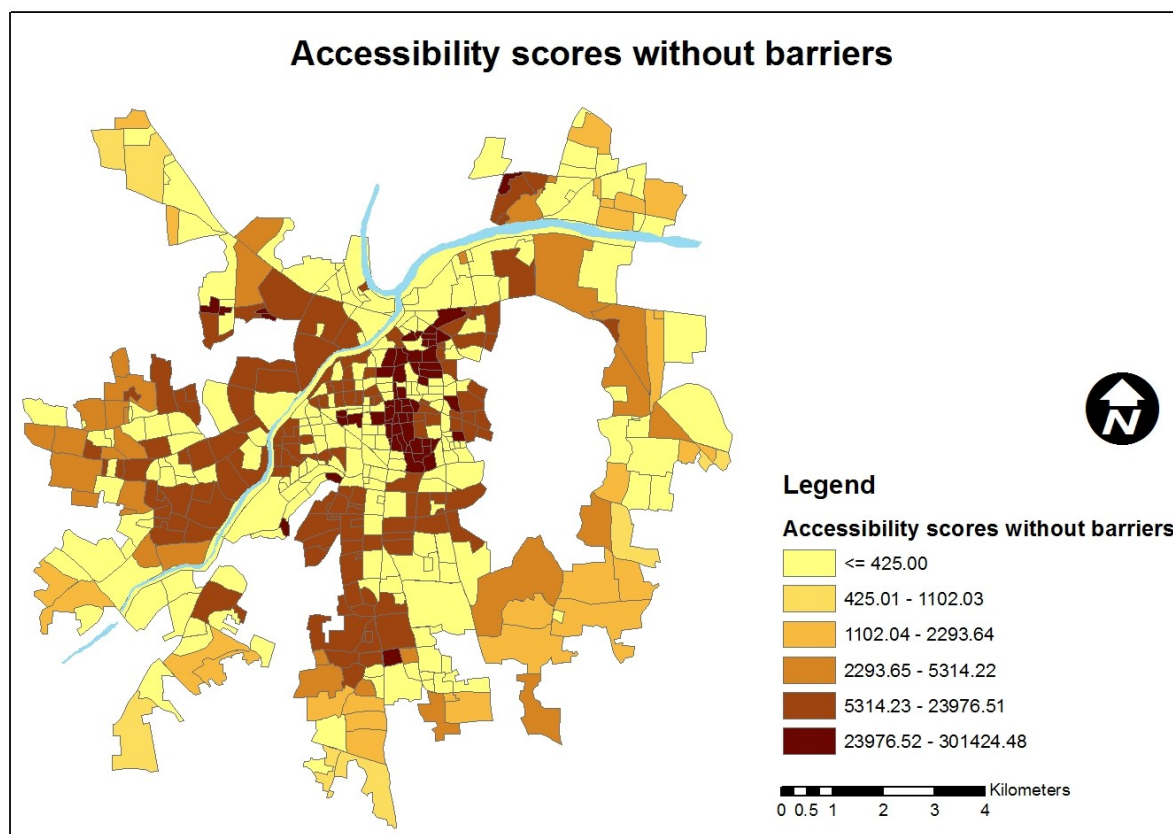 Accessibility scores without barriers
N
Legend
Accessibility scores without barriers
<= 425.00
425.01 - 1102.03
1102.04 - 2293.64
2293.65 - 5314.22
5314.23 - 23976.51
23976.52 - 301424.48
Kilometers
0 0.5 1 2 3 4